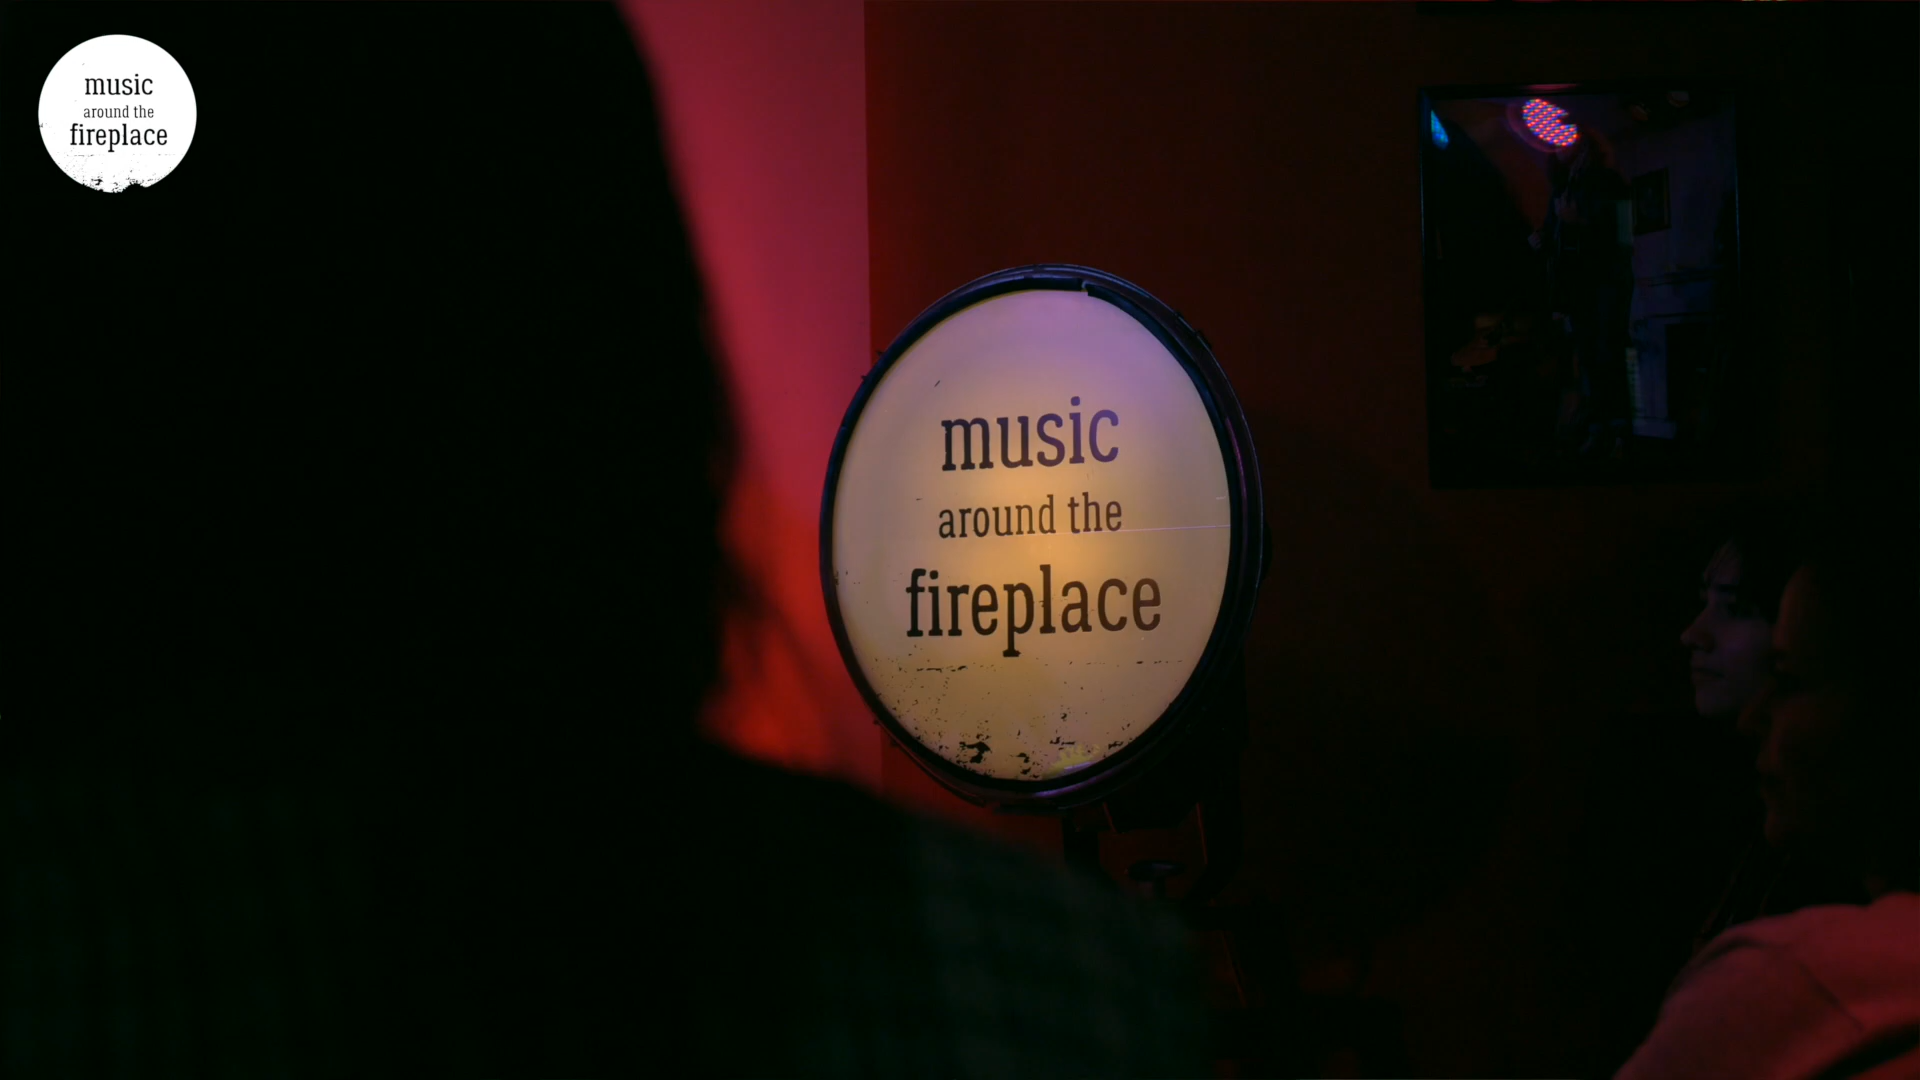 music
around the
fireplace
music
around the
fireplace